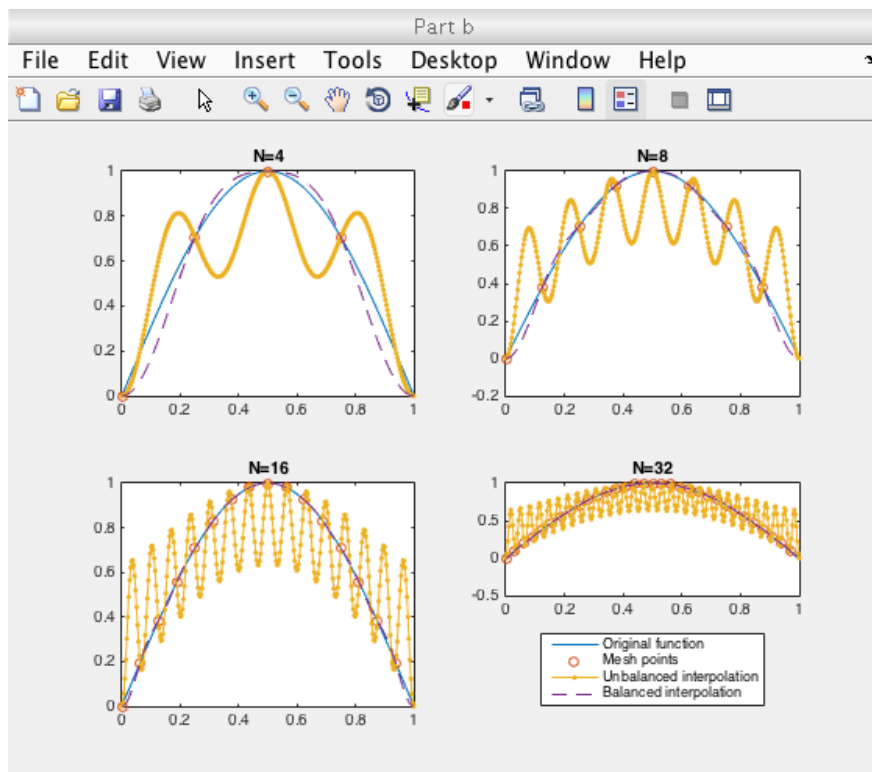 Part b
File Edit View Insert Tools Desktop Window Help
N=4
1
0.8
0.6
0.4
0.2
0
0 0.2 0.4 0.6 0.8 1
N=8
1
0.8
0.6
0.4
0.2
0
-0.2
0 0.2 0.4 0.6 0.8 1
N=16
1
0.8
0.6
0.4
0.2
0
0 0.2 0.4 0.6 0.8 1
N=32
1
0.5
0
-0.5
0 0.2 0.4 0.6 0.8 1
Original function
Mesh points
Unbalanced interpolation
Balanced interpolation